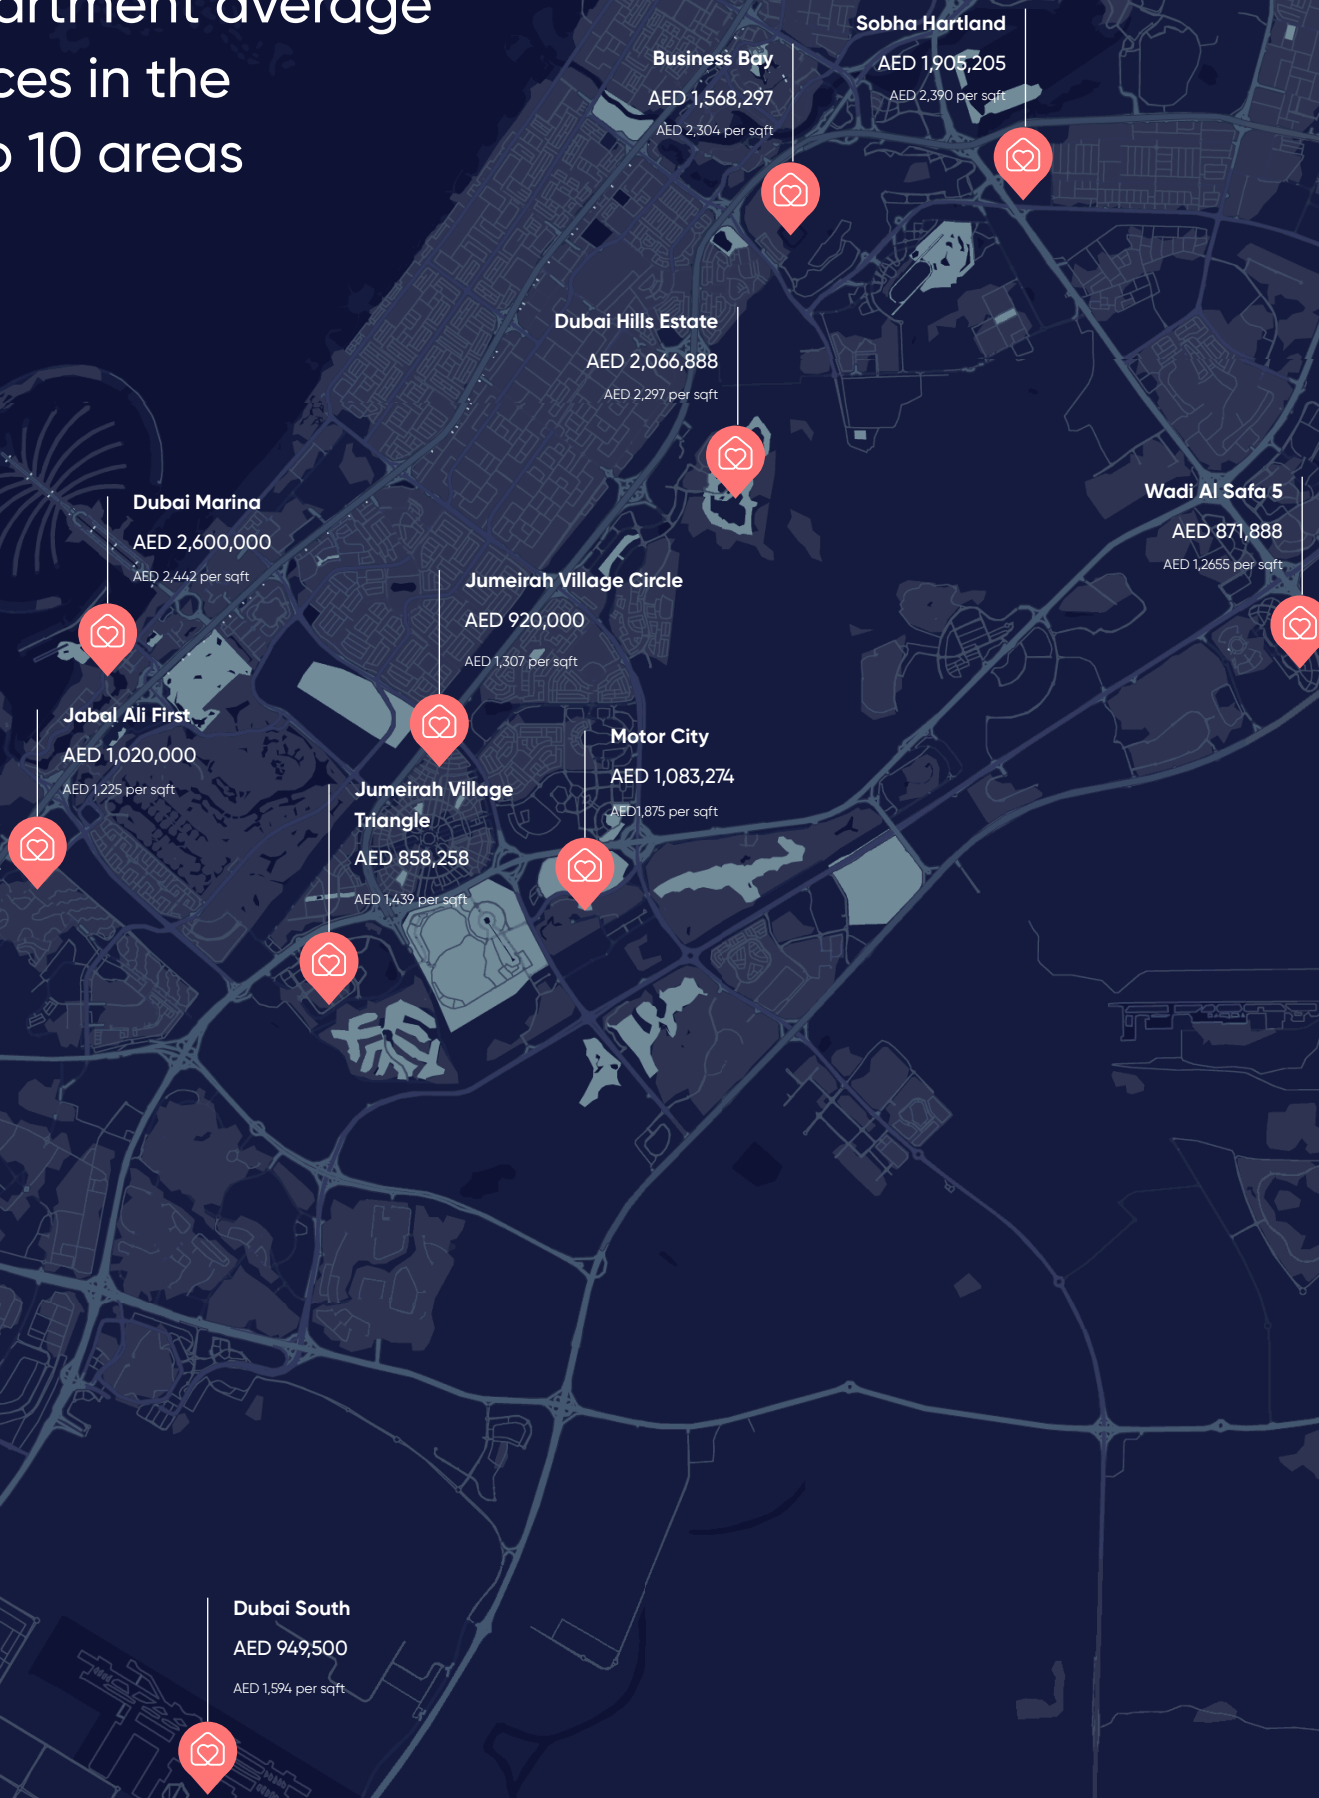 artment average
ces in the
10 areas
Sobha Hartland
AED 1,905,205
AED 2,390 per sqft
Business Bay
AED 1,568,297
AED 2,304 per sqft
Dubai Hills Estate
AED 2,066,888
AED 2,297 per sqft
Dubai Marina
AED 2,600,000
AED 2,442 per sqft
Wadi Al Safa 5
AED 871,888
AED 1,2655 per sqft
Jumeirah Village Circle
AED 920,000
AED 1,307 per sqft
Jabal Ali First
AED 1,020,000
AED 1,225 per sqft
Motor City
AED 1,083,274
AED1,875 per sqft
Jumeirah Village
Triangle
AED 858,258
AED 1,439 per sqft
Dubai South
AED 949,500
AED 1,594 per sqft